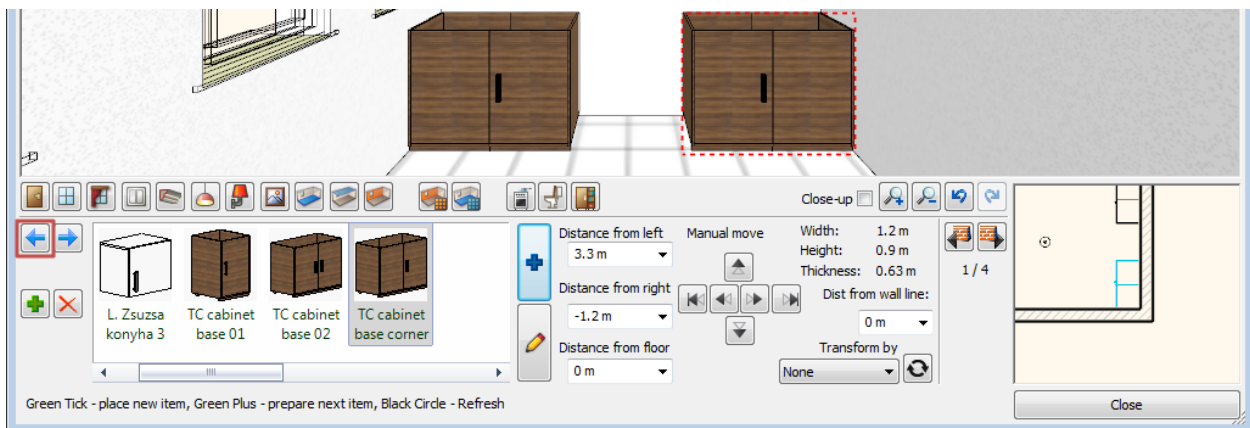 Close-up
L. Zsuzsa
konyha 3
TC cabinet
base 01
TC cabinet
base 02
TC cabinet
base corner
Distance from left
3.3 m
Distance from right
-1.2 m
Distance from floor
0 m
Manual move
Width: 1.2 m
Height: 0.9 m
Thickness: 0.63 m
Dist from wall line:
0 m
Transform by
None
1 / 4
Green Tick - place new item, Green Plus - prepare next item, Black Circle - Refresh
Close